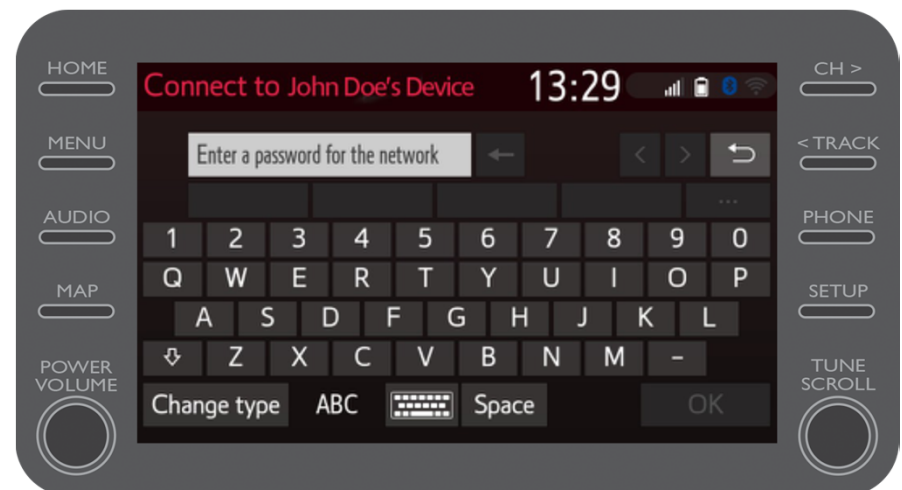 HOME
MENU
AUDIO
MAP
POWER
VOLUME
Connect to John Doe's Device 13:29
Enter a password for the network
...
1 2 3 4 5 6 7 8 9 0
Q W E R T Y U I O P
A S D F G H J K L
Z X C V B N M -
Change type ABC Space OK
CH >
< TRACK
PHONE
SETUP
TUNE
SCROLL